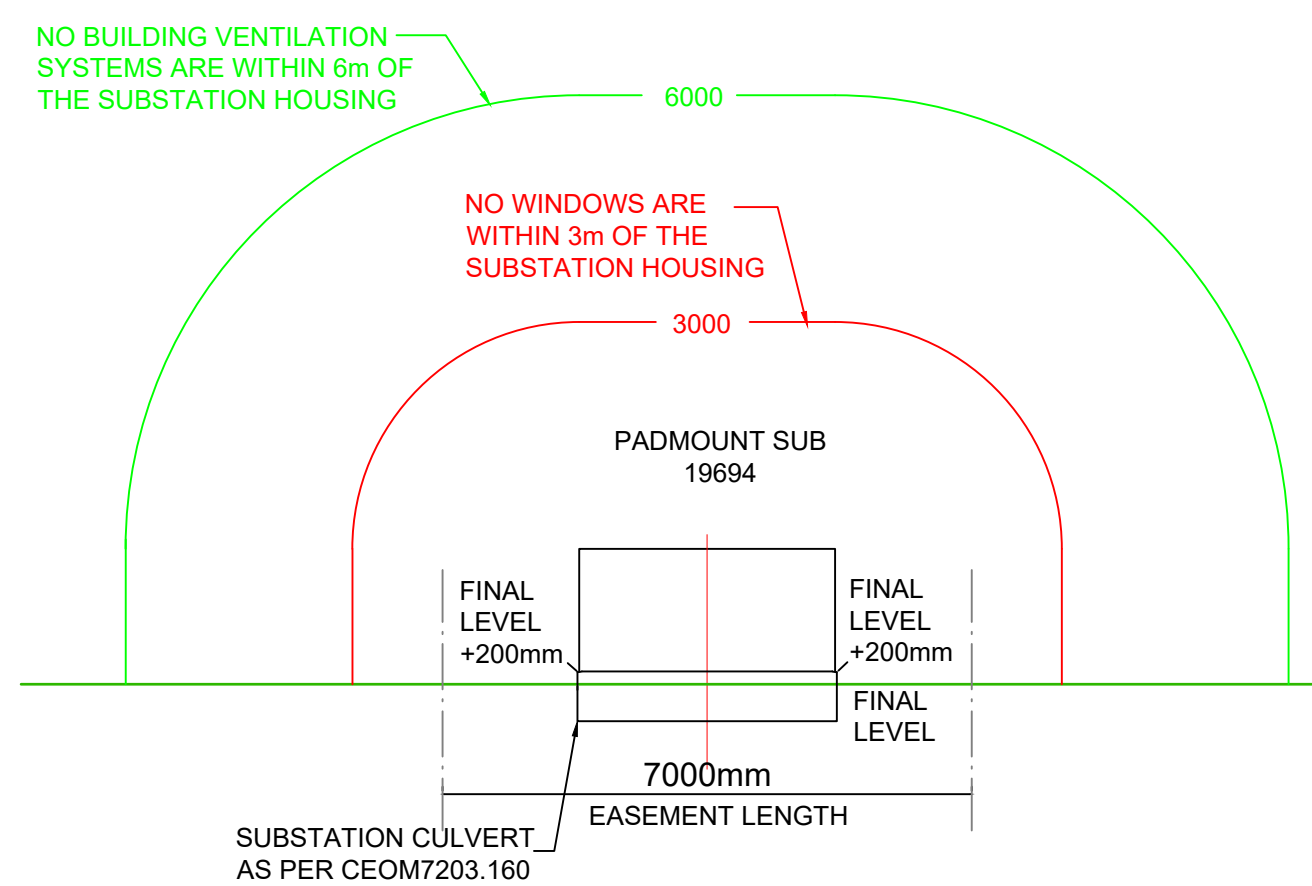 NO BUILDING VENTILATION
SYSTEMS ARE WITHIN 6m OF
THE SUBSTATION HOUSING
6000
NO WINDOWS ARE
WITHIN 3m OF THE
SUBSTATION HOUSING
3000
PADMOUNT SUB
19694
FINAL
LEVEL
+200mm
FINAL
LEVEL
+200mm
FINAL
LEVEL
7000mm
EASEMENT LENGTH
SUBSTATION CULVERT
AS PER CEOM7203.160